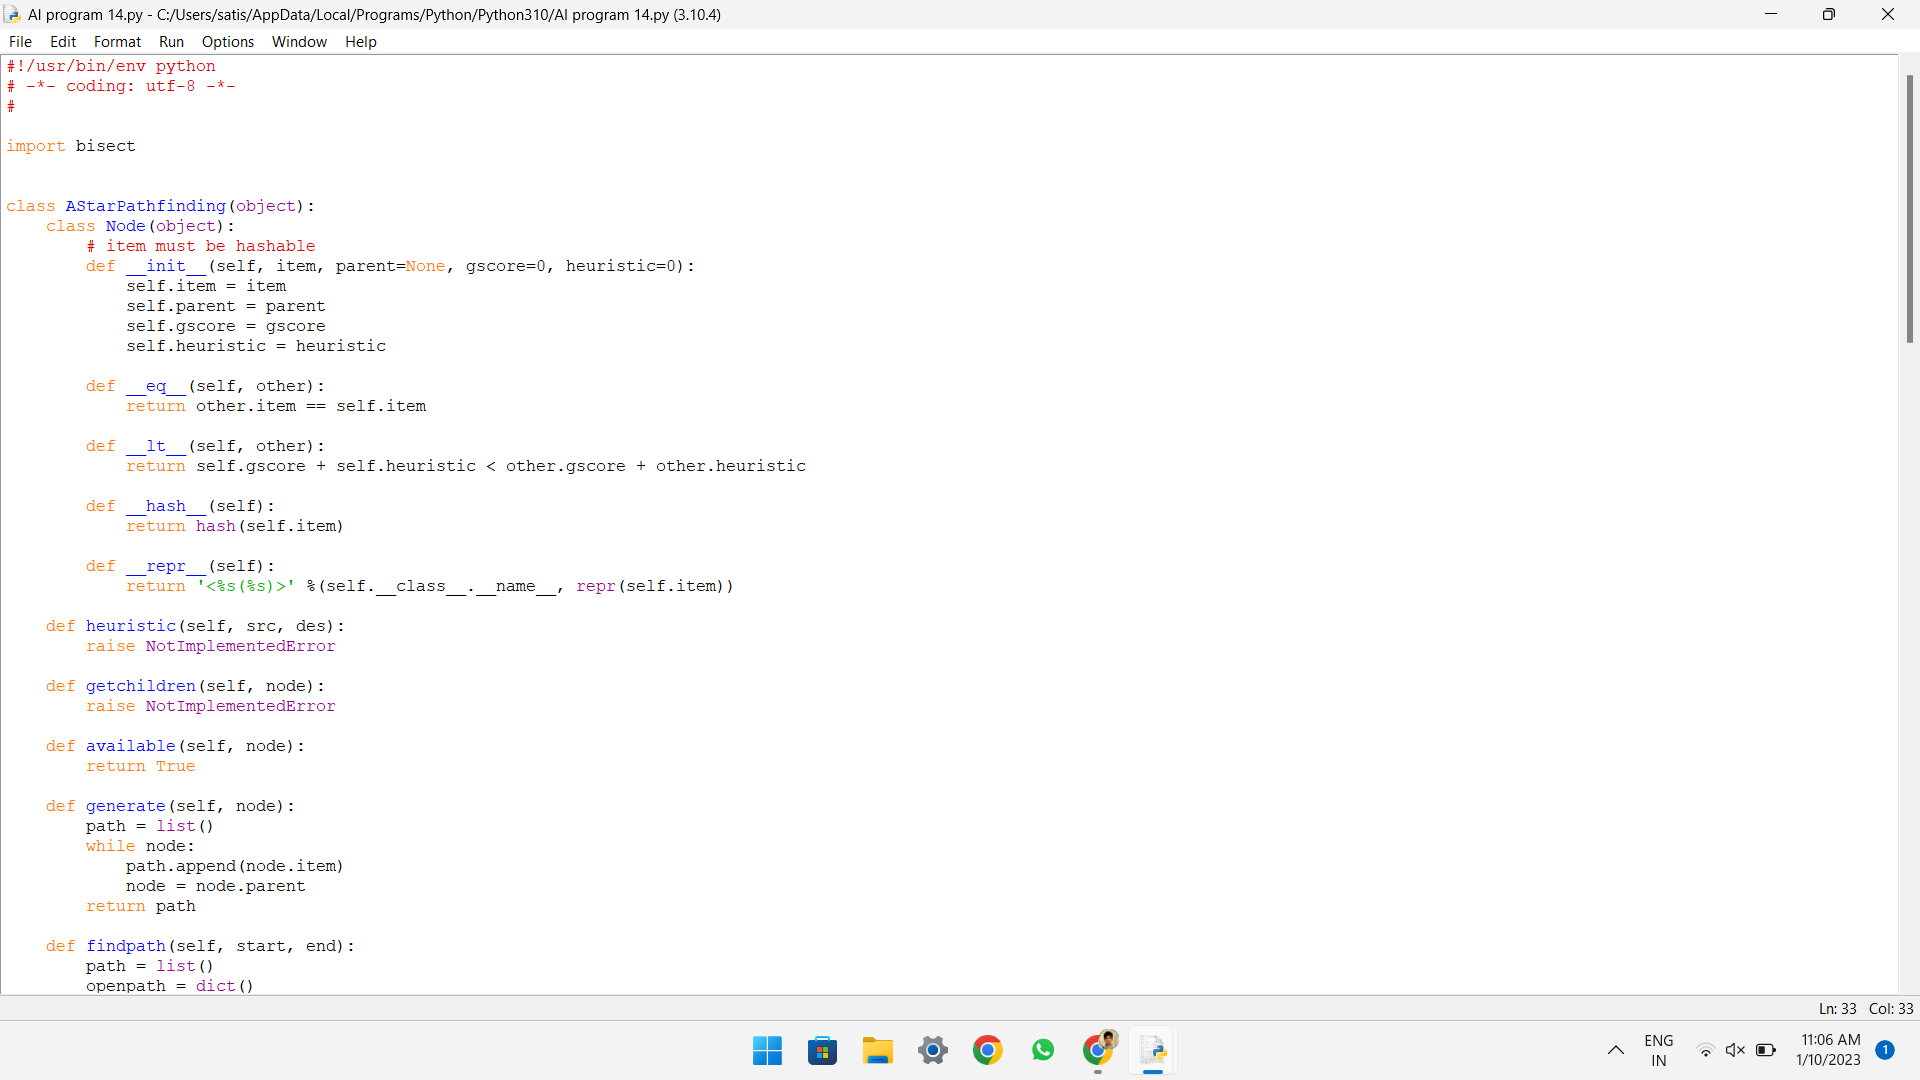 AI program 14.py - C:/Users/satis/AppData/Local/Programs/Python/Python310/AI program 14.py (3.10.4)
File Edit Format Run Options Window Help
#!/usr/bin/env python
# -*- coding: utf-8 -*-
#
import bisect
class AStarPathfinding(object):
    class Node(object):
        # item must be hashable
        def __init__(self, item, parent=None, gscore=0, heuristic=0):
            self.item = item
            self.parent = parent
            self.gscore = gscore
            self.heuristic = heuristic
        def __eq__(self, other):
            return other.item == self.item
        def __lt__(self, other):
            return self.gscore + self.heuristic < other.gscore + other.heuristic
        def __hash__(self):
            return hash(self.item)
        def __repr__(self):
            return '<%s(%s)>' %(self.__class__.__name__, repr(self.item))
    def heuristic(self, src, des):
        raise NotImplementedError
    def getchildren(self, node):
        raise NotImplementedError
    def available(self, node):
        return True
    def generate(self, node):
        path = list()
        while node:
            path.append(node.item)
            node = node.parent
        return path
    def findpath(self, start, end):
        path = list()
        openpath = dict()
Ln: 33 Col: 33
ENG
IN
11:06 AM
1/10/2023
1